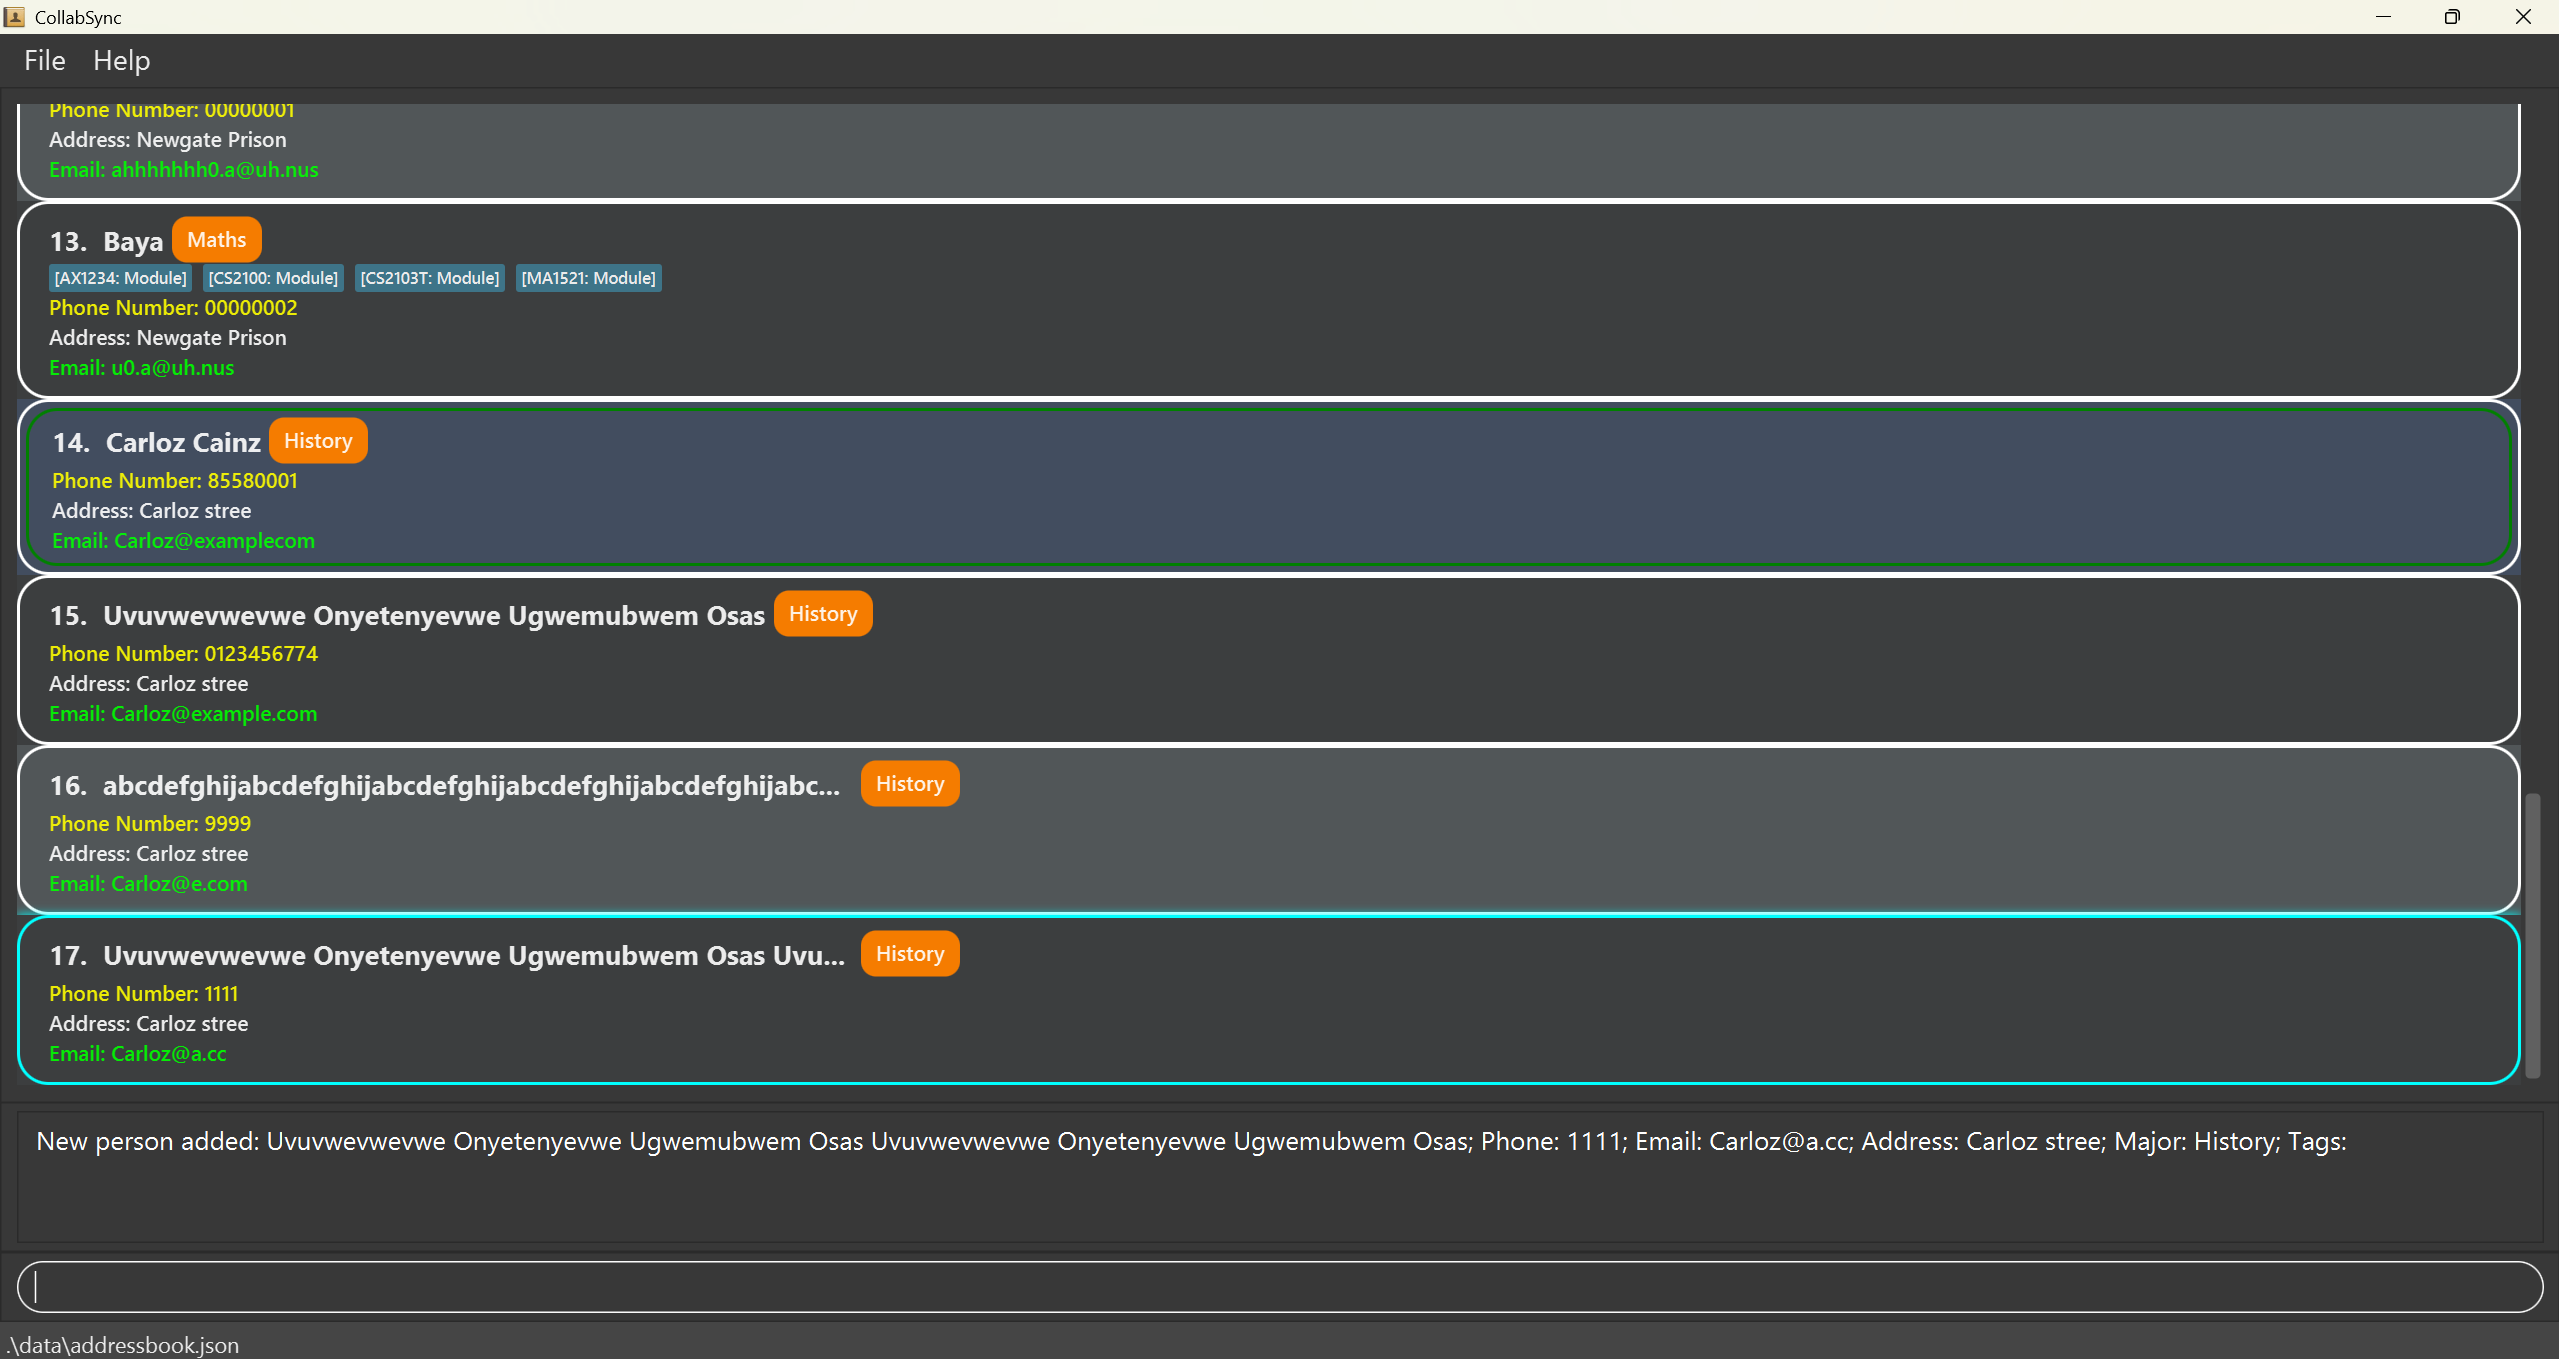 CollabSync
File Help
Phone Number: 00000001
Address: Newgate Prison
Email: ahhhhhhh0.a@uh.nus
13. Baya Maths
[AX1234: Module] [CS2100: Module] [CS2103T: Module] [MA1521: Module]
Phone Number: 00000002
Address: Newgate Prison
Email: u0.a@uh.nus
14. Carloz Cainz History
Phone Number: 85580001
Address: Carloz stree
Email: Carloz@examplecom
15. Uvuvwevwevwe Onyetenyevwe Ugwemubwem Osas History
Phone Number: 0123456774
Address: Carloz stree
Email: Carloz@example.com
16. abcdefghijabcdefghijabcdefghijabcdefghijabcdefghijabc... History
Phone Number: 9999
Address: Carloz stree
Email: Carloz@e.com
17. Uvuvwevwevwe Onyetenyevwe Ugwemubwem Osas Uvu... History
Phone Number: 1111
Address: Carloz stree
Email: Carloz@a.cc
New person added: Uvuvwevwevwe Onyetenyevwe Ugwemubwem Osas Uvuvwevwevwe Onyetenyevwe Ugwemubwem Osas; Phone: 1111; Email: Carloz@a.cc; Address: Carloz stree; Major: History; Tags:
.\data\addressbook.json